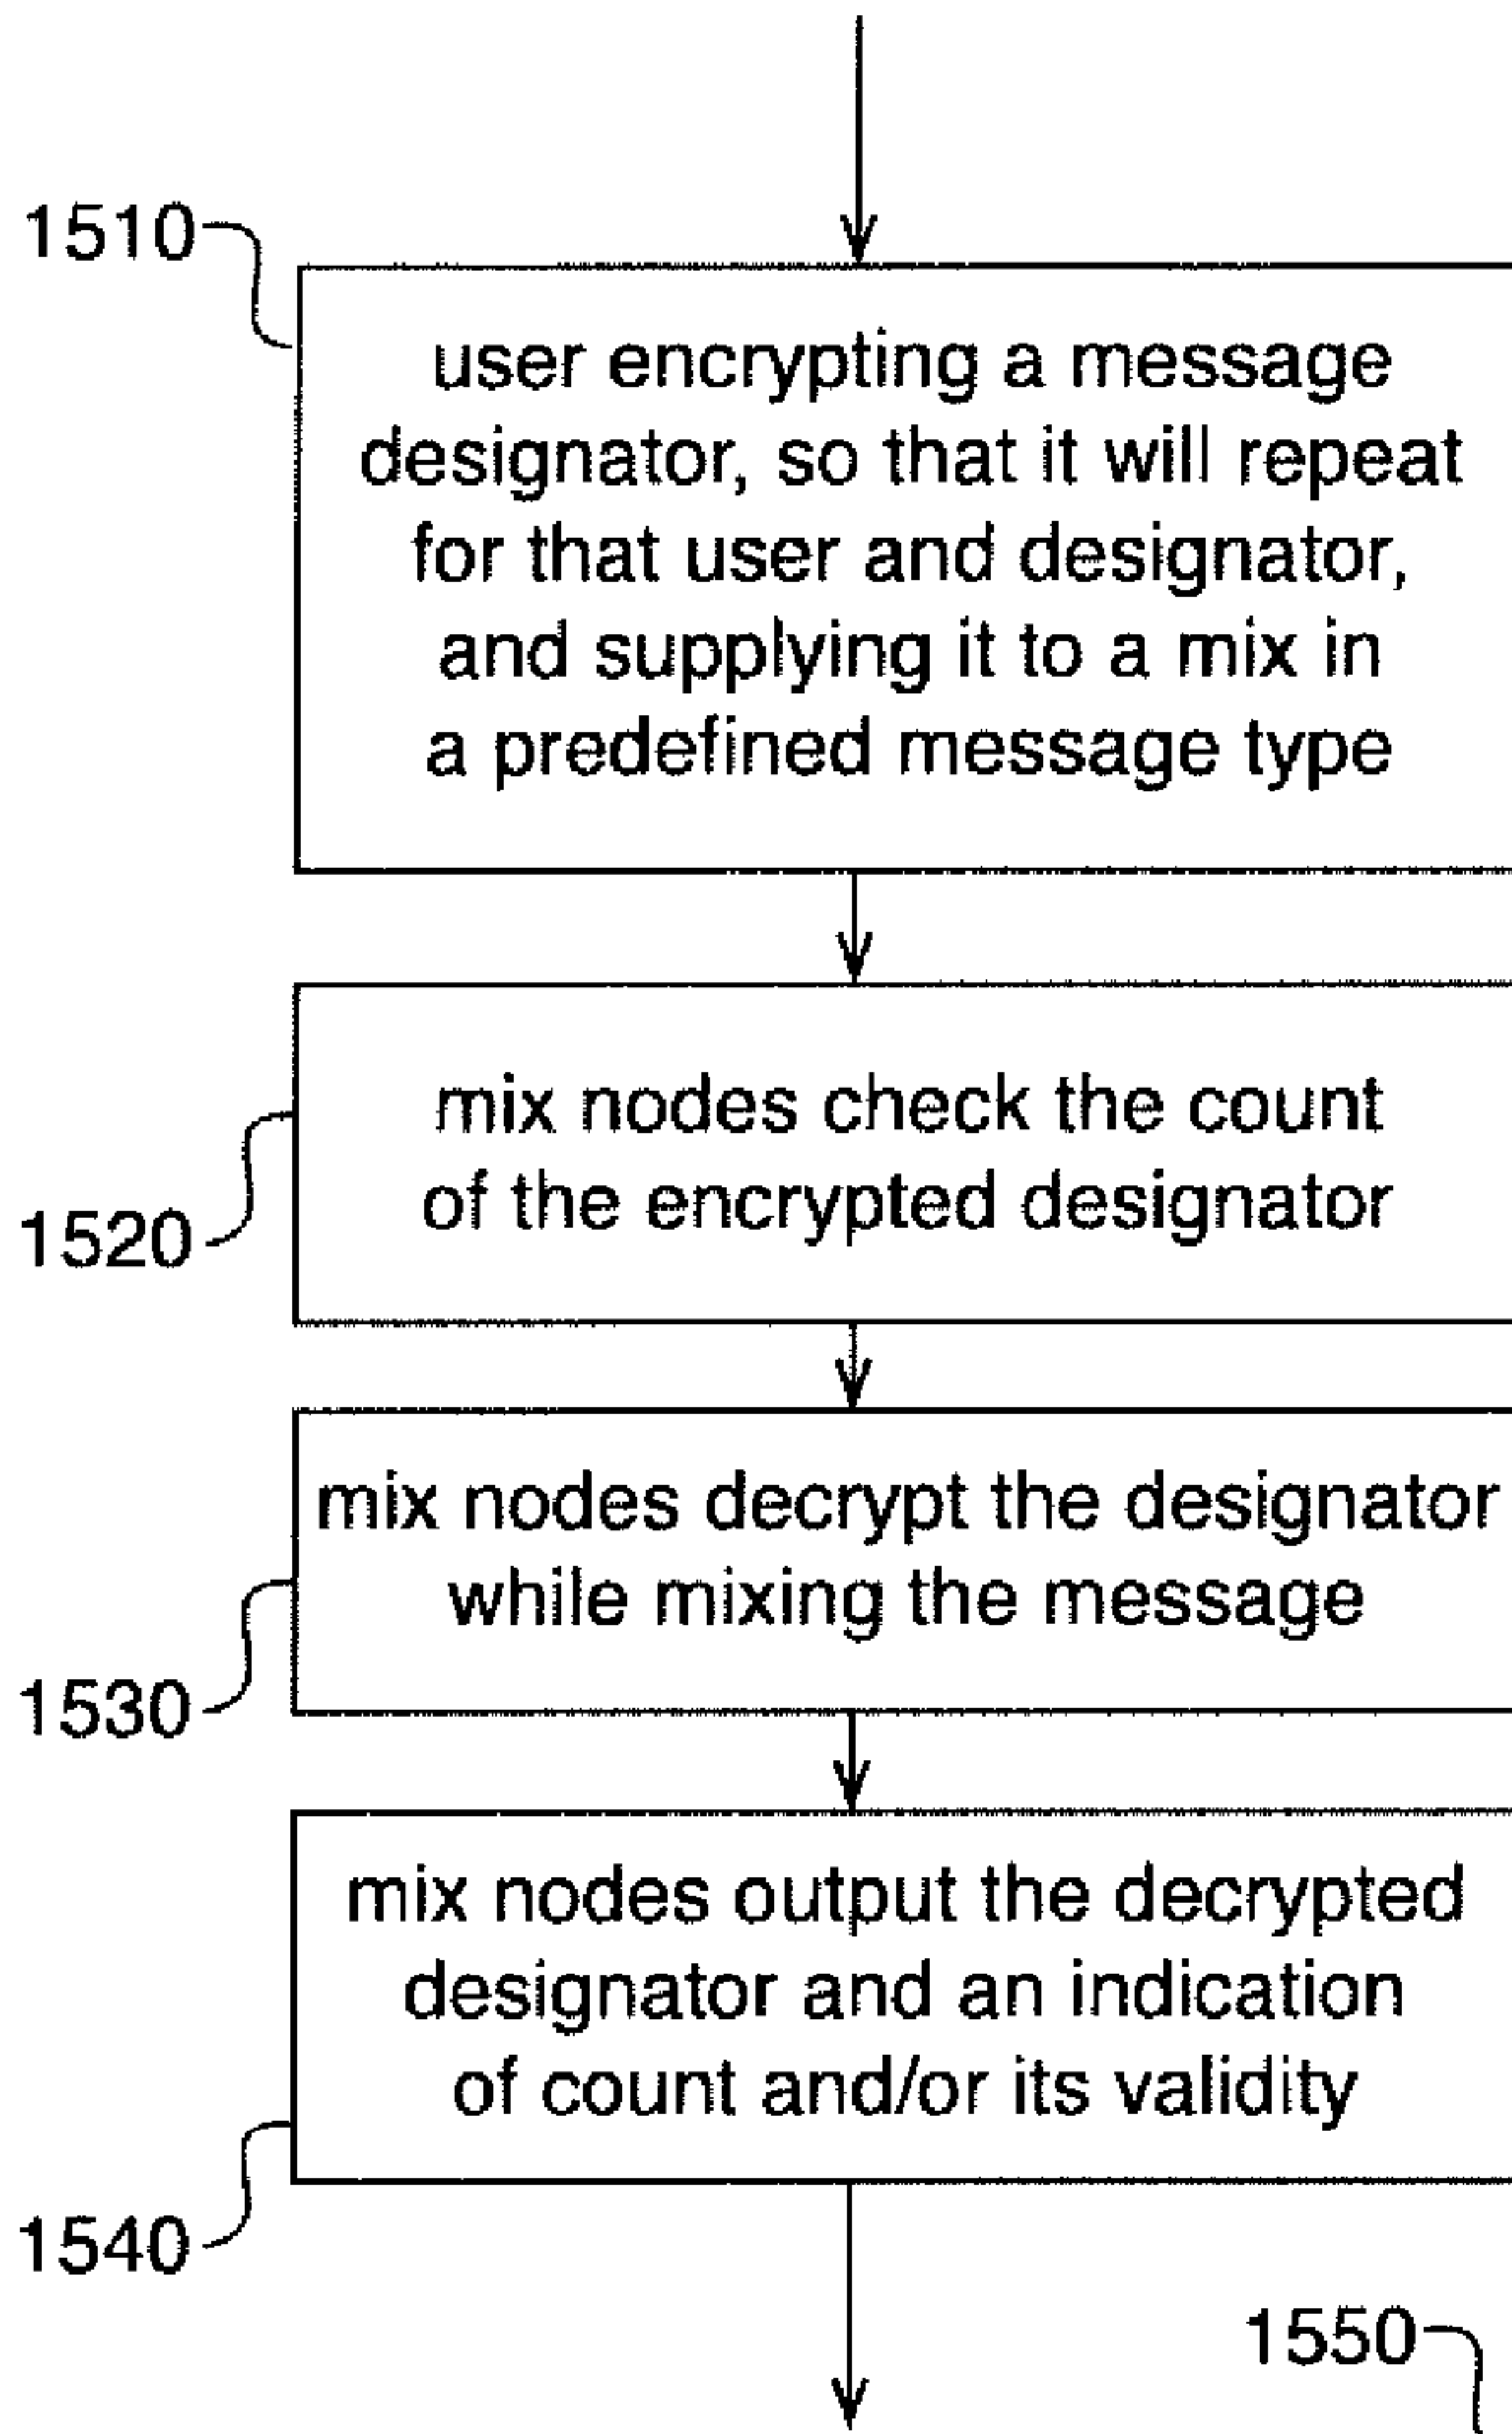 1510
user encrypting a message
designator, so that it will repeat
for that user and designator,
and supplying it to a mix in
a predefined message type
mix nodes check the count
of the encrypted designator
1520
mix nodes decrypt the designator
while mixing the message
1530
mix nodes output the decrypted
designator and an indication
of count and/or its validity
1540
1550